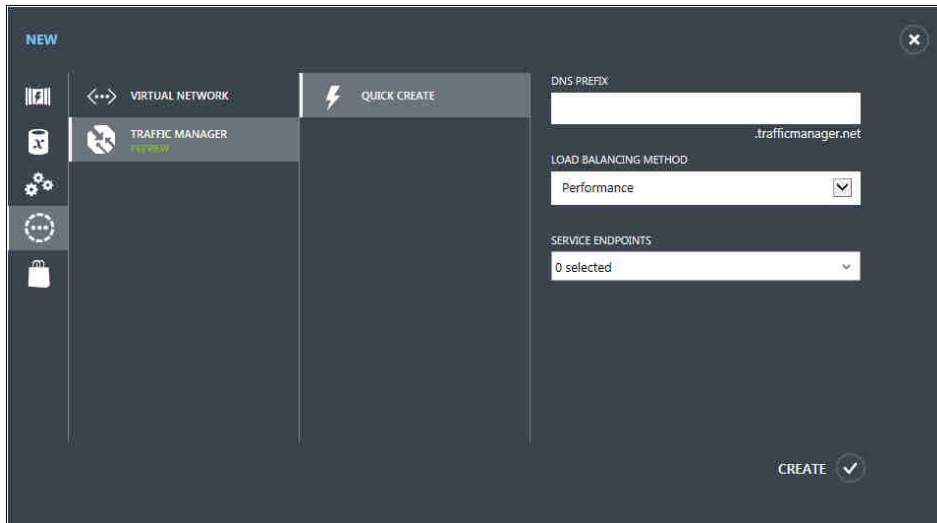 NEW
VIRTUAL NETWORK
TRAFFIC MANAGER
PREVIEW
QUICK CREATE
DNS PREFIX
.trafficmanager.net
LOAD BALANCING METHOD
Performance
SERVICE ENDPOINTS
0 selected
CREATE